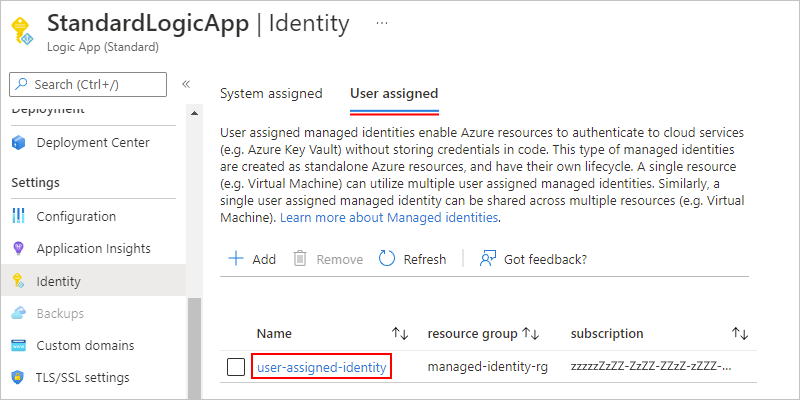 StandardLogicApp | Identity ...
Logic App (Standard)
Search (Ctrl+/)
«
Deployment
Deployment Center
Settings
Configuration
Application Insights
Identity
Backups
Custom domains
TLS/SSL settings
System assigned User assigned
User assigned managed identities enable Azure resources to authenticate to cloud services
(e.g. Azure Key Vault) without storing credentials in code. This type of managed identities
are created as standalone Azure resources, and have their own lifecycle. A single resource
(e.g. Virtual Machine) can utilize multiple user assigned managed identities. Similarly, a
single user assigned managed identity can be shared across multiple resources (e.g. Virtual
Machine). Learn more about Managed identities.
Add Remove Refresh Got feedback?
Name resource group subscription
user-assigned-identity managed-identity-rg zzzzzZzZZ-ZzZZ-ZZzZ-zZZZ-...